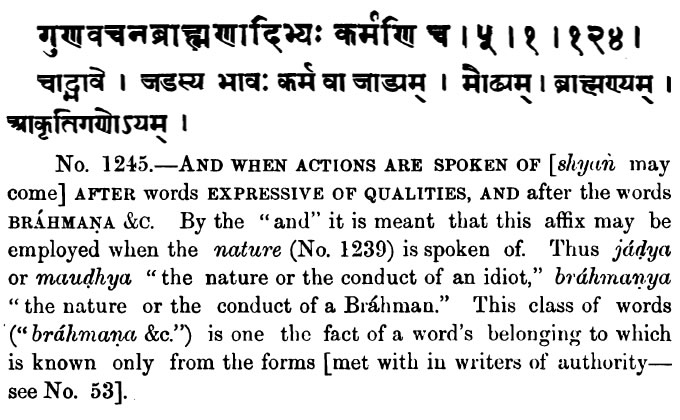 गुणवचनब्राह्मणादिभ्यः कर्मणि च । ५ । १ । १२४ ।
चाद्भावे । जडस्य भावः कर्म वा जाड्यम् । मौढ्यम् । ब्राह्मण्यम् ।
आकृतिगणोऽयम् ।
No. 1245.—AND WHEN ACTIONS ARE SPOKEN OF [shyaṅ may
come] AFTER words EXPRESSIVE OF QUALITIES, AND after the words
BRÁHMAṆA &C. By the “and” it is meant that this affix may be
employed when the nature (No. 1239) is spoken of. Thus jáḍya
or mauḍhya “the nature or the conduct of an idiot,” bráhmaṇya
“the nature or the conduct of a Bráhman.” This class of words
(“bráhmaṇa &c.”) is one the fact of a word’s belonging to which
is known only from the forms [met with in writers of authority—
see No. 53].